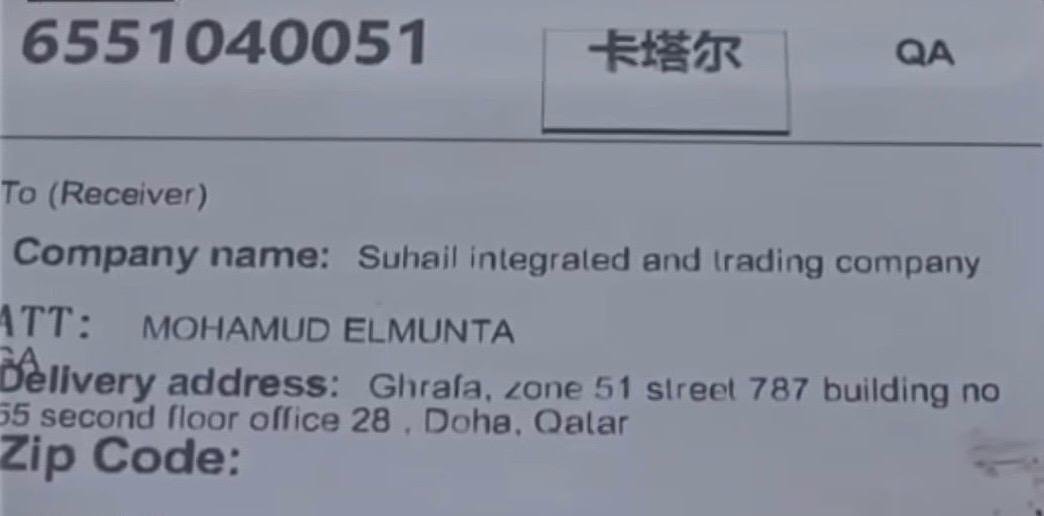 6551040051 卡塔尔 QA
To (Receiver)
Company name: Suhail integrated and trading company
ATT: MOHAMUD ELMUNTA
GA
Delivery address: Ghrafa, zone 51 street 787 building no
55 second floor office 28 , Doha, Qatar
Zip Code: